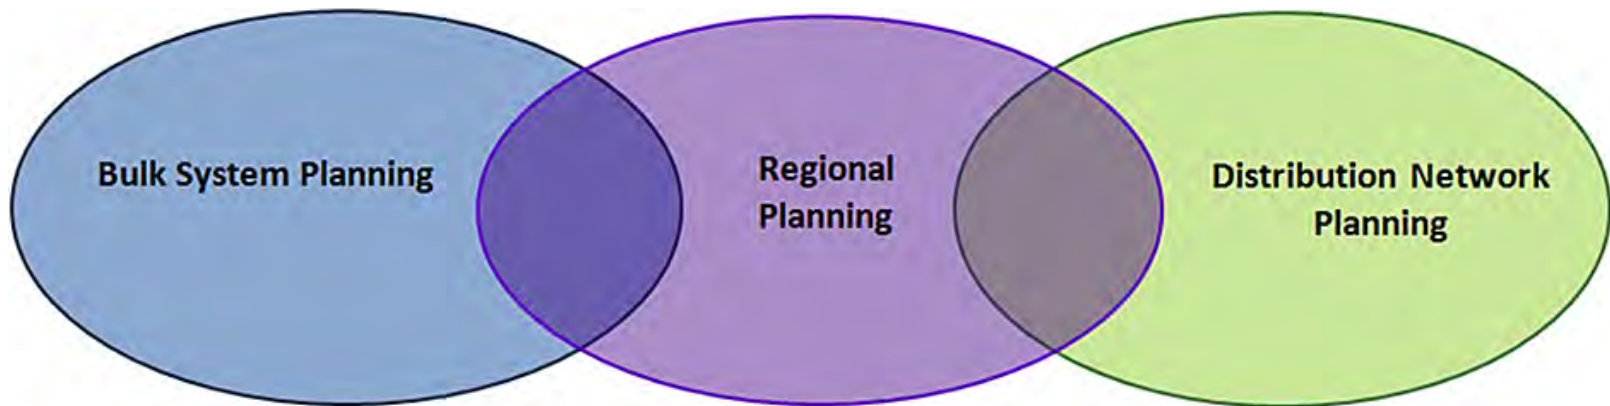 Bulk System Planning
Regional
Planning
Distribution Network
Planning